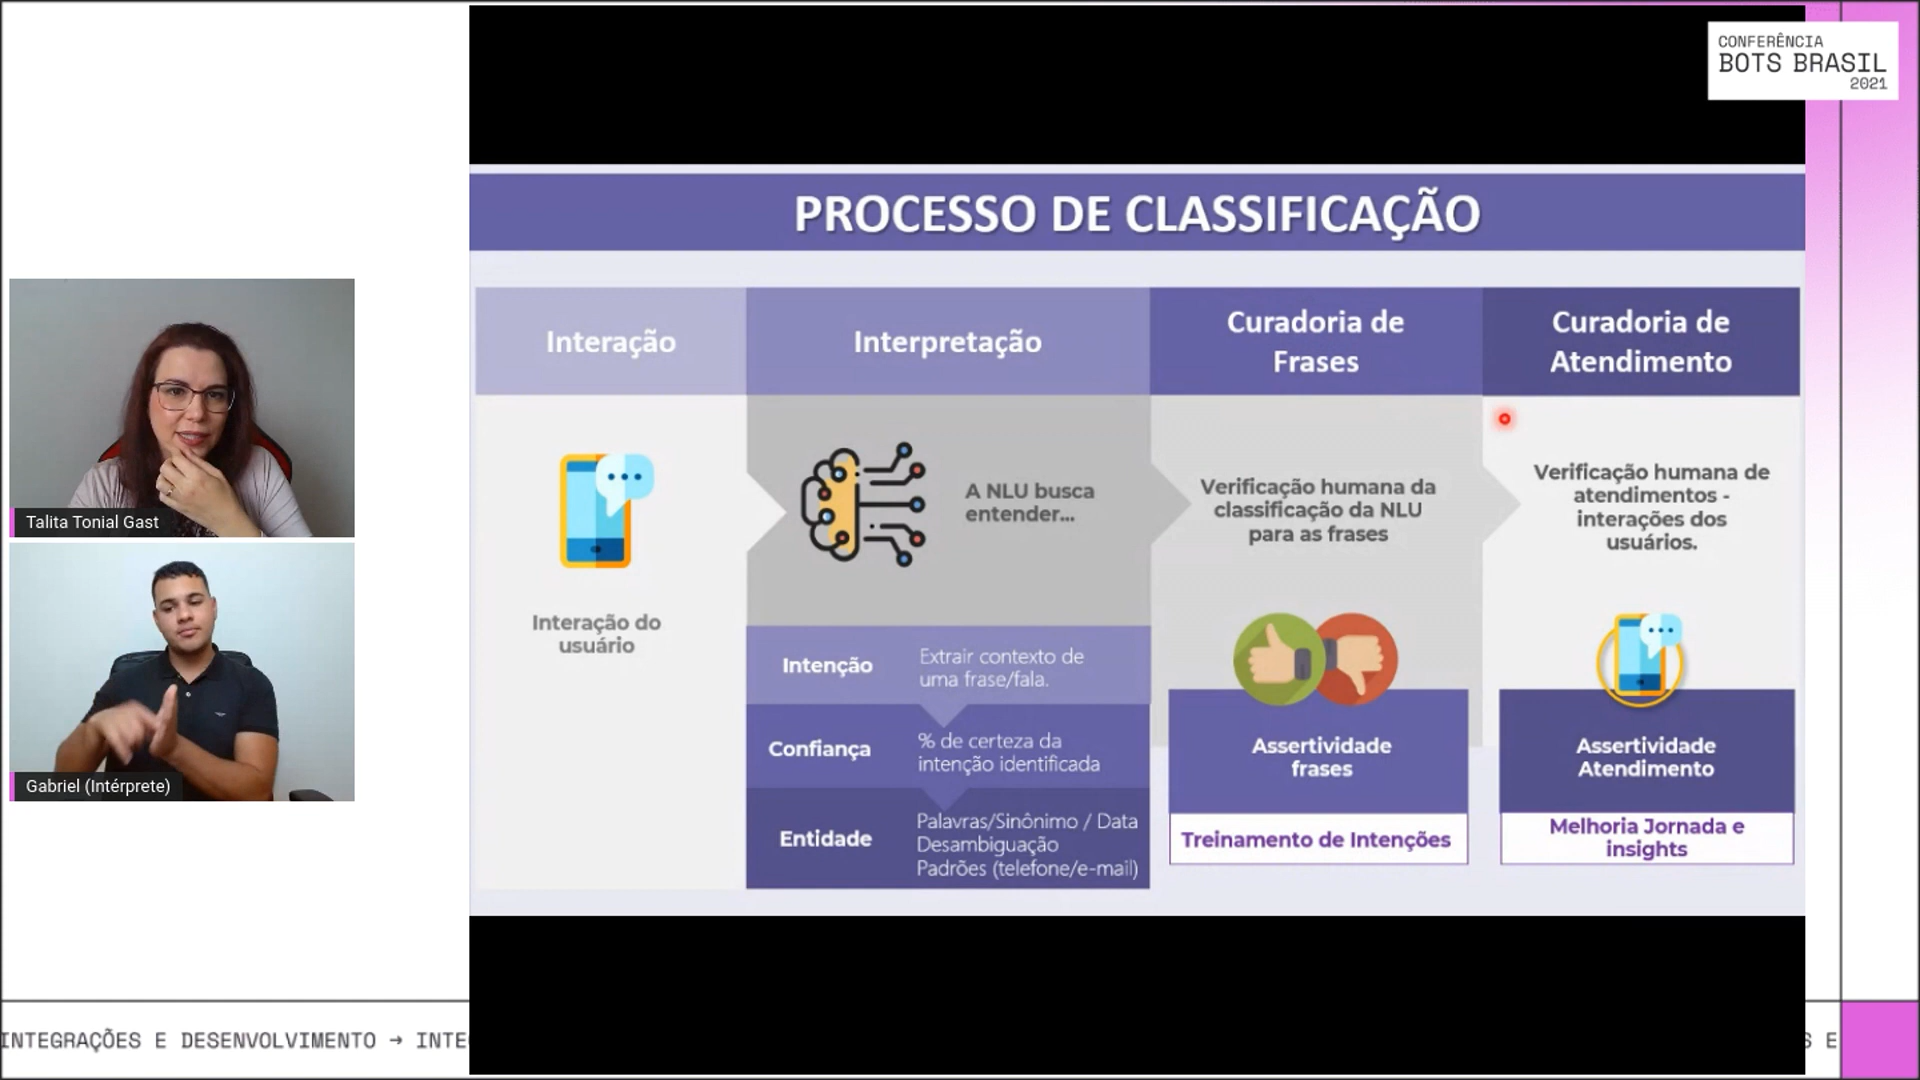 CONFERÊNCIA
BOTS BRASIL
2021
PROCESSO DE CLASSIFICAÇÃO
Interação
Interpretação
Curadoria de
Frases
Curadoria de
Atendimento
Interação do
usuário
A NLU busca
entender...
Intenção
Extrair contexto de
uma frase/fala.
Confiança
% de certeza da
intenção identificada
Entidade
Palavras/Sinônimo / Data
Desambiguação
Padrões (telefone/e-mail)
Verificação humana da
classificação da NLU
para as frases
Assertividade
frases
Treinamento de Intenções
Verificação humana de
atendimentos -
interações dos
usuários.
Assertividade
Atendimento
Melhoria Jornada e
insights
Talita Tonial Gast
Gabriel (Intérprete)
INTEGRAÇÕES E DESENVOLVIMENTO → INTE
S E